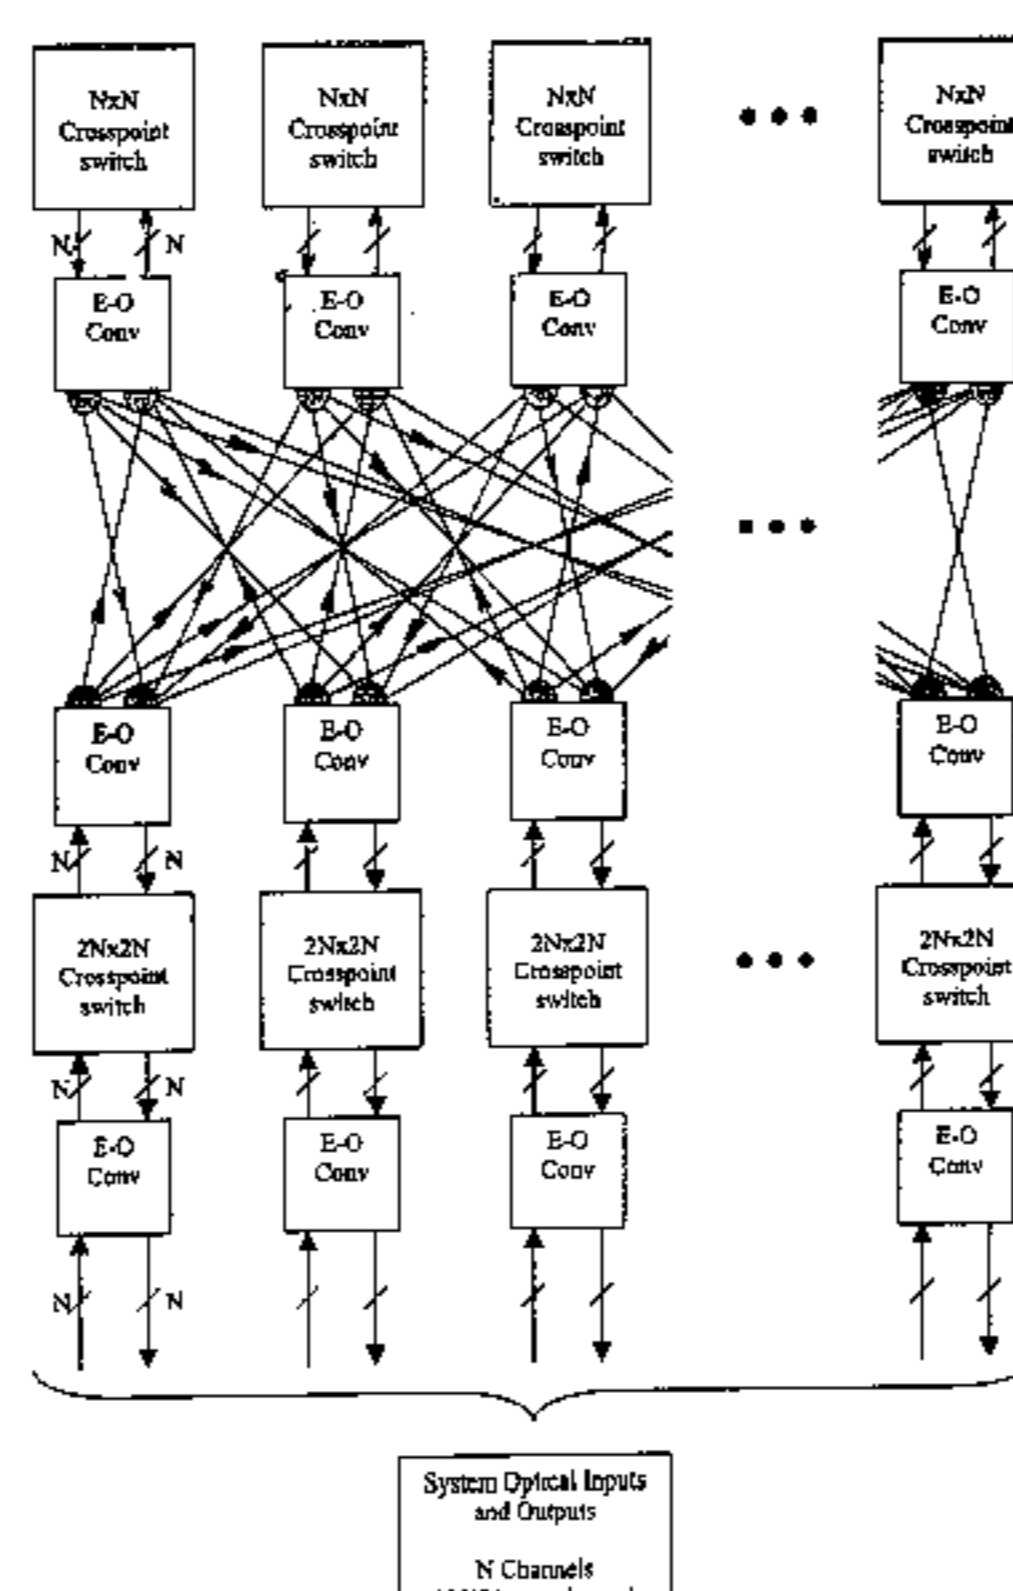 NxN
Crosspoint
switch
NxN
Crosspoint
switch
NxN
Crosspoint
switch
NxN
Crosspoint
switch
N
N
E-O
Conv
E-O
Conv
E-O
Conv
E-O
Conv
E-O
Conv
E-O
Conv
E-O
Conv
E-O
Conv
N
N
2Nx2N
Crosspoint
switch
2Nx2N
Crosspoint
switch
2Nx2N
Crosspoint
switch
2Nx2N
Crosspoint
switch
N
N
E-O
Conv
E-O
Conv
E-O
Conv
E-O
Conv
N
N
System Optical Inputs
and Outputs
N Channels